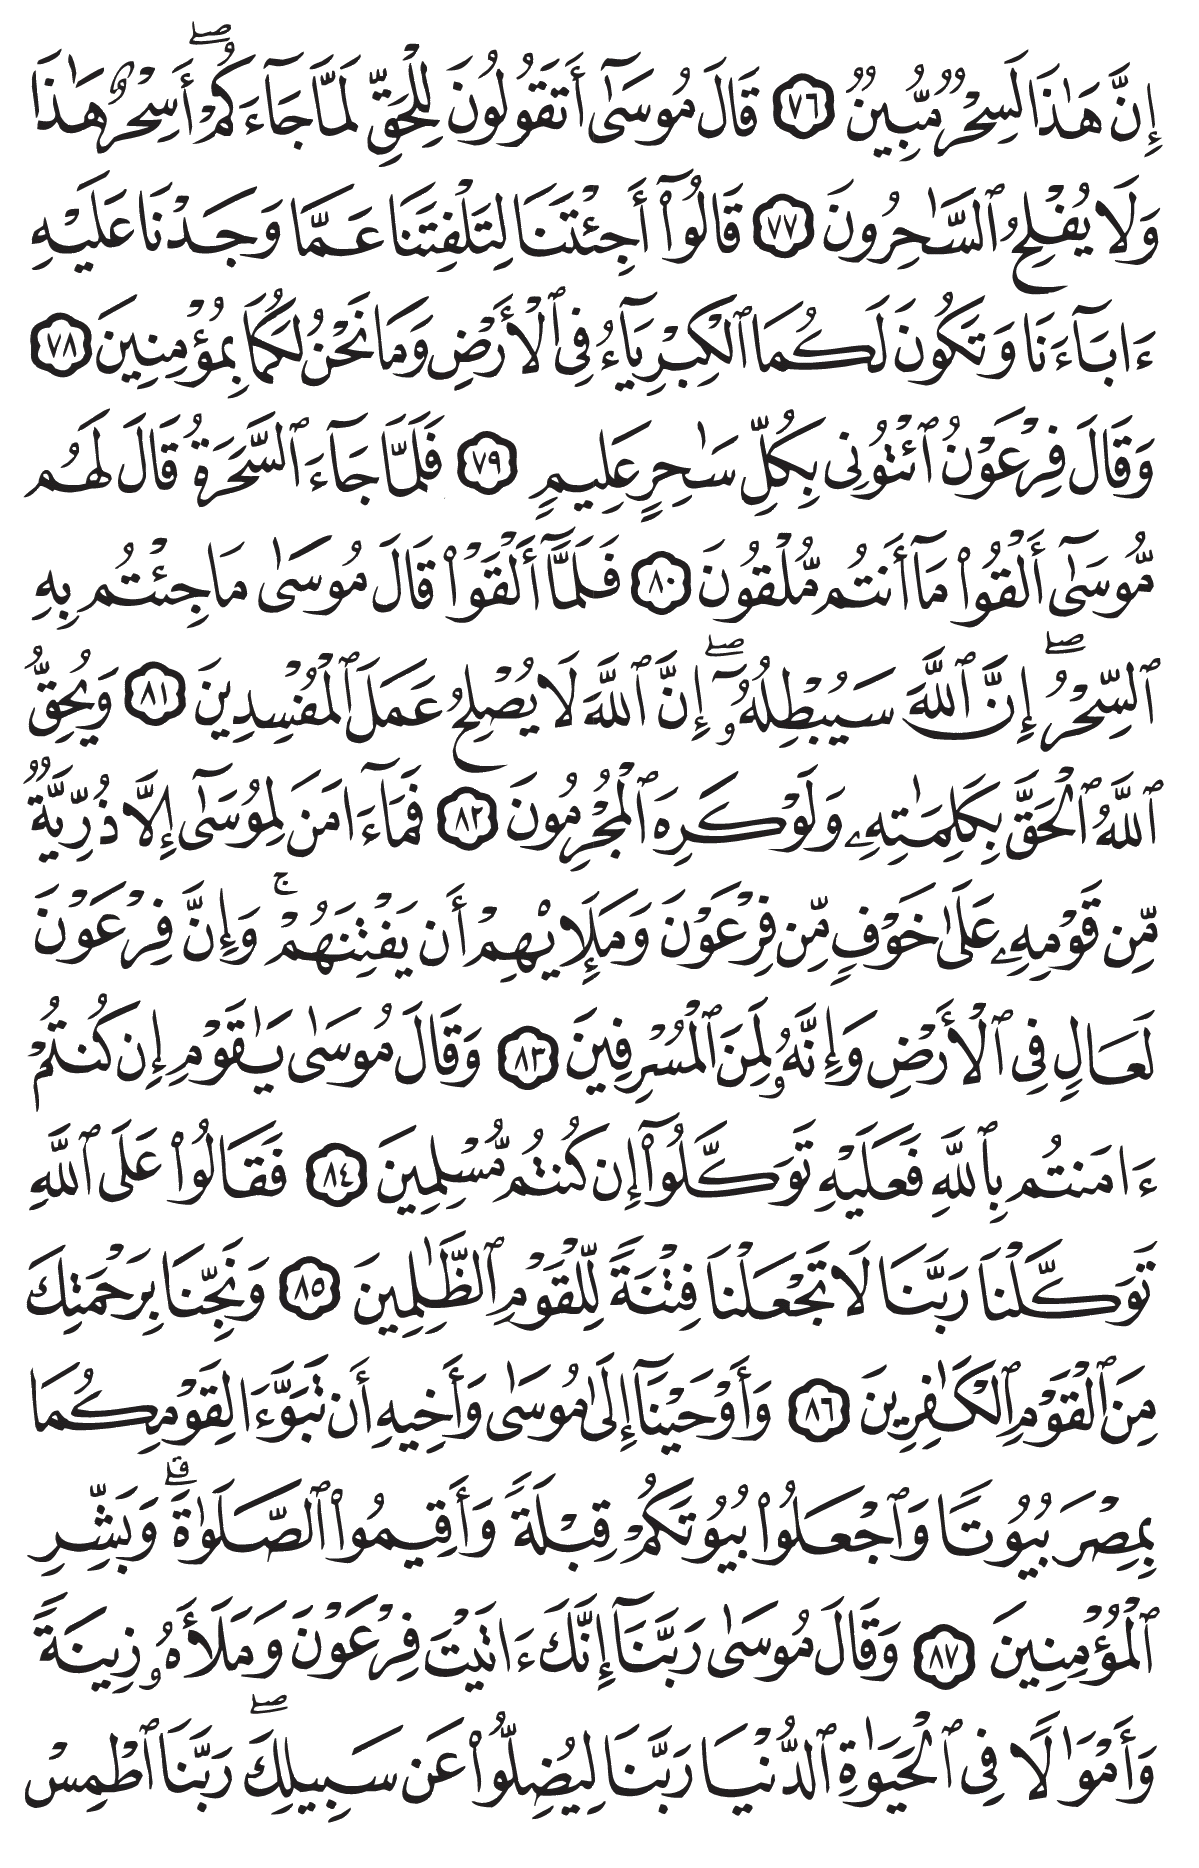 إِنَّ هَٰذَا لَسِحْرٌ مُّبِينٌ ٧٦ قَالَ مُوسَىٰٓ أَتَقُولُونَ لِلْحَقِّ لَمَّا جَآءَكُمْ ۖ أَسِحْرٌ هَٰذَا
وَلَا يُفْلِحُ ٱلسَّٰحِرُونَ ٧٧ قَالُوٓا۟ أَجِئْتَنَا لِتَلْفِتَنَا عَمَّا وَجَدْنَا عَلَيْهِ
ءَابَآءَنَا وَتَكُونَ لَكُمَا ٱلْكِبْرِيَآءُ فِى ٱلْأَرْضِ وَمَا نَحْنُ لَكُمَا بِمُؤْمِنِينَ ٧٨
وَقَالَ فِرْعَوْنُ ٱئْتُونِى بِكُلِّ سَٰحِرٍ عَلِيمٍ ٧٩ فَلَمَّا جَآءَ ٱلسَّحَرَةُ قَالَ لَهُم
مُّوسَىٰٓ أَلْقُوا۟ مَآ أَنتُم مُّلْقُونَ ٨٠ فَلَمَّآ أَلْقَوْا۟ قَالَ مُوسَىٰ مَا جِئْتُم بِهِ
ٱلسِّحْرُ ۖ إِنَّ ٱللَّهَ سَيُبْطِلُهُۥٓ ۖ إِنَّ ٱللَّهَ لَا يُصْلِحُ عَمَلَ ٱلْمُفْسِدِينَ ٨١ وَيُحِقُّ
ٱللَّهُ ٱلْحَقَّ بِكَلِمَٰتِهِۦ وَلَوْ كَرِهَ ٱلْمُجْرِمُونَ ٨٢ فَمَآ ءَامَنَ لِمُوسَىٰٓ إِلَّا ذُرِّيَّةٌ
مِّن قَوْمِهِۦ عَلَىٰ خَوْفٍ مِّن فِرْعَوْنَ وَمَلَإِي۟هِمْ أَن يَفْتِنَهُمْ ۚ وَإِنَّ فِرْعَوْنَ
لَعَالٍ فِى ٱلْأَرْضِ وَإِنَّهُۥ لَمِنَ ٱلْمُسْرِفِينَ ٨٣ وَقَالَ مُوسَىٰ يَٰقَوْمِ إِن كُنتُمْ
ءَامَنتُم بِٱللَّهِ فَعَلَيْهِ تَوَكَّلُوٓا۟ إِن كُنتُم مُّسْلِمِينَ ٨٤ فَقَالُوا۟ عَلَى ٱللَّهِ
تَوَكَّلْنَا رَبَّنَا لَا تَجْعَلْنَا فِتْنَةً لِّلْقَوْمِ ٱلظَّٰلِمِينَ ٨٥ وَنَجِّنَا بِرَحْمَتِكَ
مِنَ ٱلْقَوْمِ ٱلْكَٰفِرِينَ ٨٦ وَأَوْحَيْنَآ إِلَىٰ مُوسَىٰ وَأَخِيهِ أَن تَبَوَّءَا لِقَوْمِكُمَا
بِمِصْرَ بُيُوتًا وَٱجْعَلُوا۟ بُيُوتَكُمْ قِبْلَةً وَأَقِيمُوا۟ ٱلصَّلَوٰةَ ۗ وَبَشِّرِ
ٱلْمُؤْمِنِينَ ٨٧ وَقَالَ مُوسَىٰ رَبَّنَآ إِنَّكَ ءَاتَيْتَ فِرْعَوْنَ وَمَلَأَهُۥ زِينَةً
وَأَمْوَٰلًا فِى ٱلْحَيَوٰةِ ٱلدُّنْيَا رَبَّنَا لِيُضِلُّوا۟ عَن سَبِيلِكَ ۖ رَبَّنَا ٱطْمِسْ